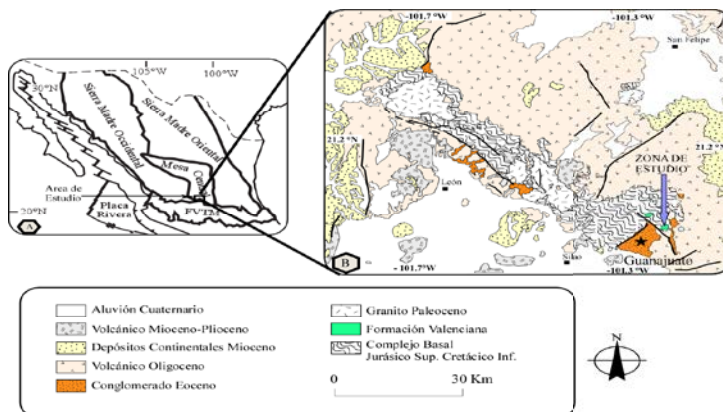 105°W
100°W
30°N
Sierra Madre Occidental
Sierra Madre Oriental
Mesa
Central
Area de
Estudio
Placa
Rivera
FVTM
20°N
A
-101.7 °W
-101.3 °W
San Felipe
21.2 °N
21.2 °N
ZONA DE
ESTUDIO
León
Silao
Guanajuato
B
- 101.7°W
-101.3 °W
Aluvión Cuaternario
Volcánico Mioceno-Plioceno
Depósitos Continentales Mioceno
Volcánico Oligoceno
Conglomerado Eoceno
Granito Paleoceno
Formación Valenciana
Complejo Basal
Jurásico Sup. Cretácico Inf.
0
30 Km
N